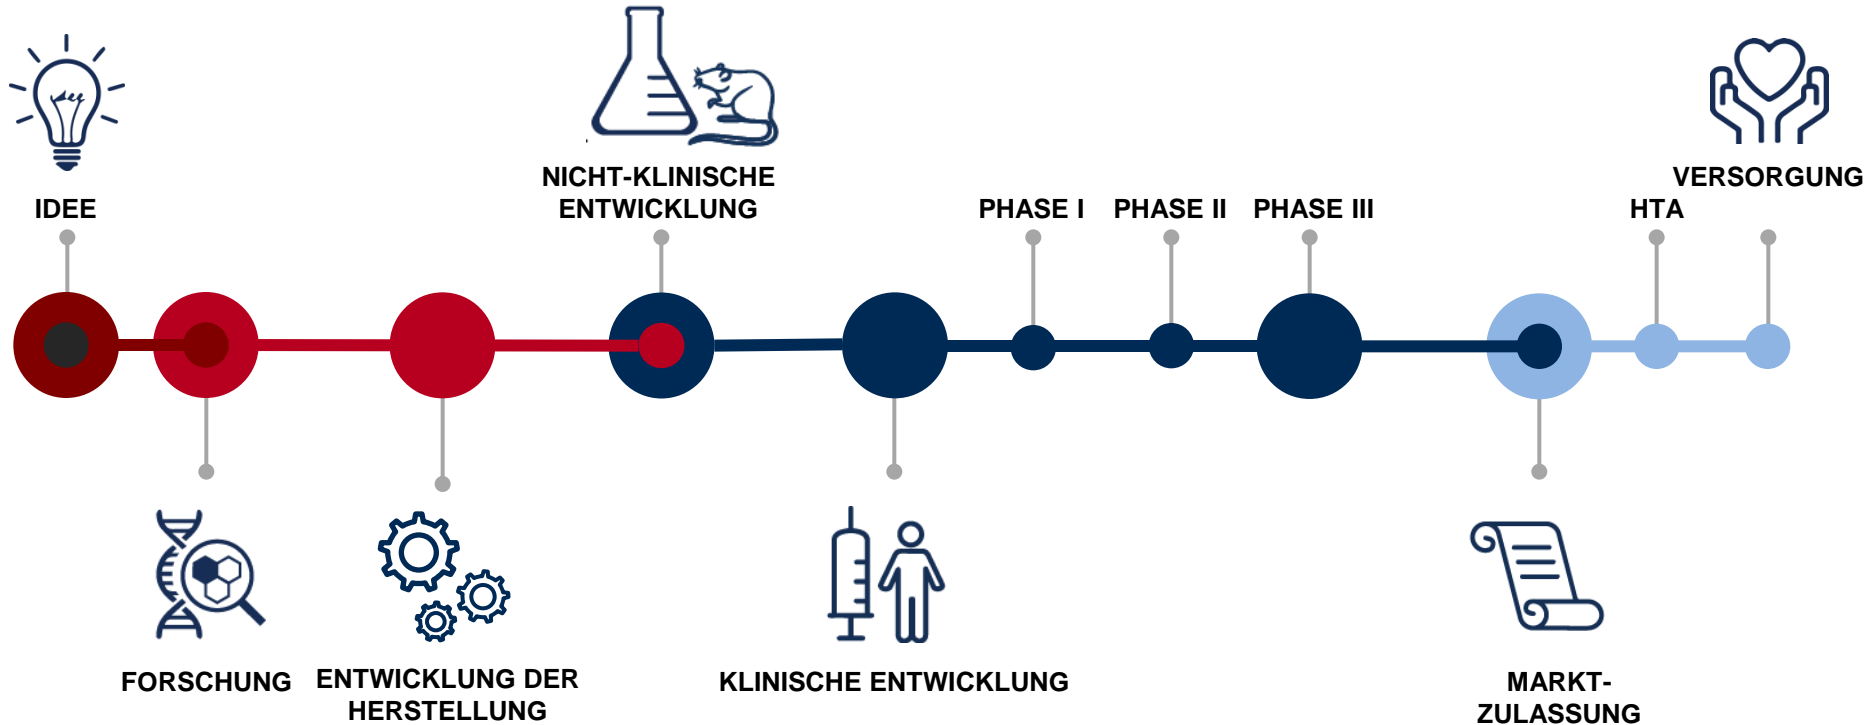 IDEE
NICHT-KLINISCHE
ENTWICKLUNG
PHASE I
PHASE II
PHASE III
HTA
VERSORGUNG
FORSCHUNG
ENTWICKLUNG DER
HERSTELLUNG
KLINISCHE ENTWICKLUNG
MARKT-
ZULASSUNG